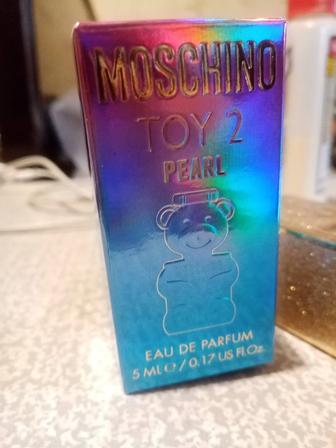 MOSCHINO
TOY 2
PEARL
EAU DE PARFUM
5 ML ℮ / 0.17 US Fl.Oz.